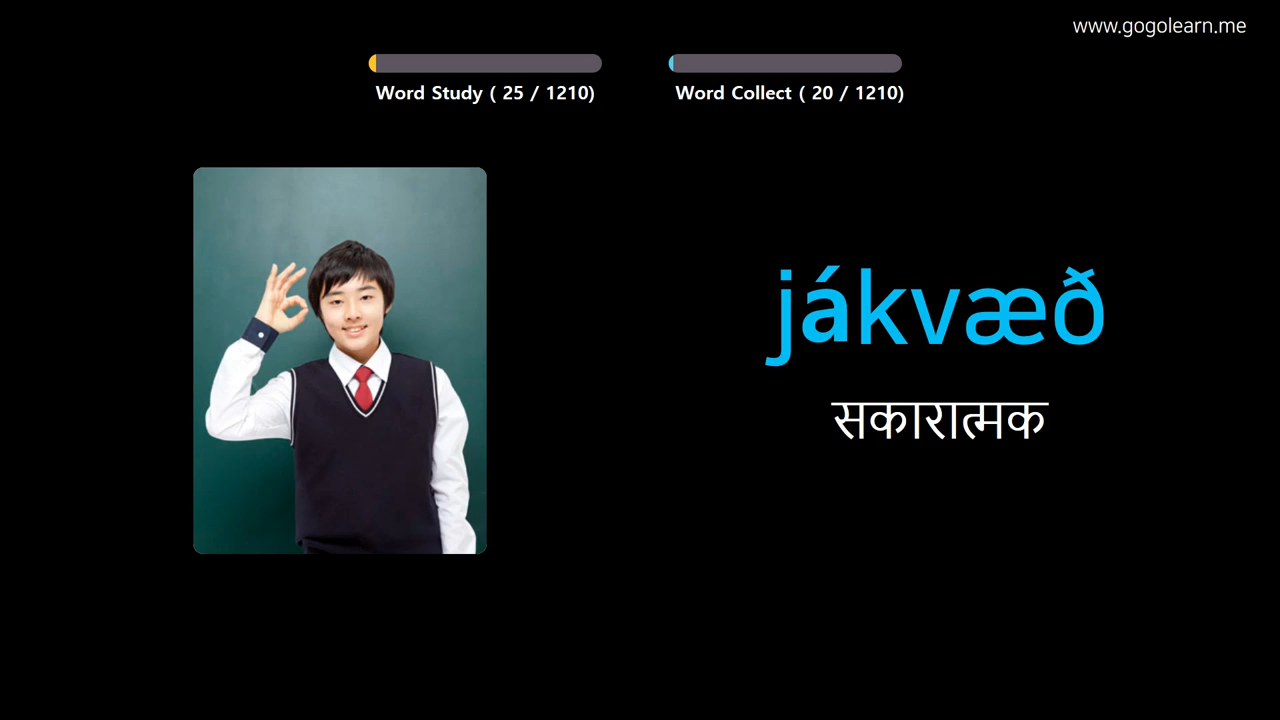 www.gogolearn.me
Word Study ( 25 / 1210)
Word Collect ( 20 / 1210)
jákvæð
सकारात्मक